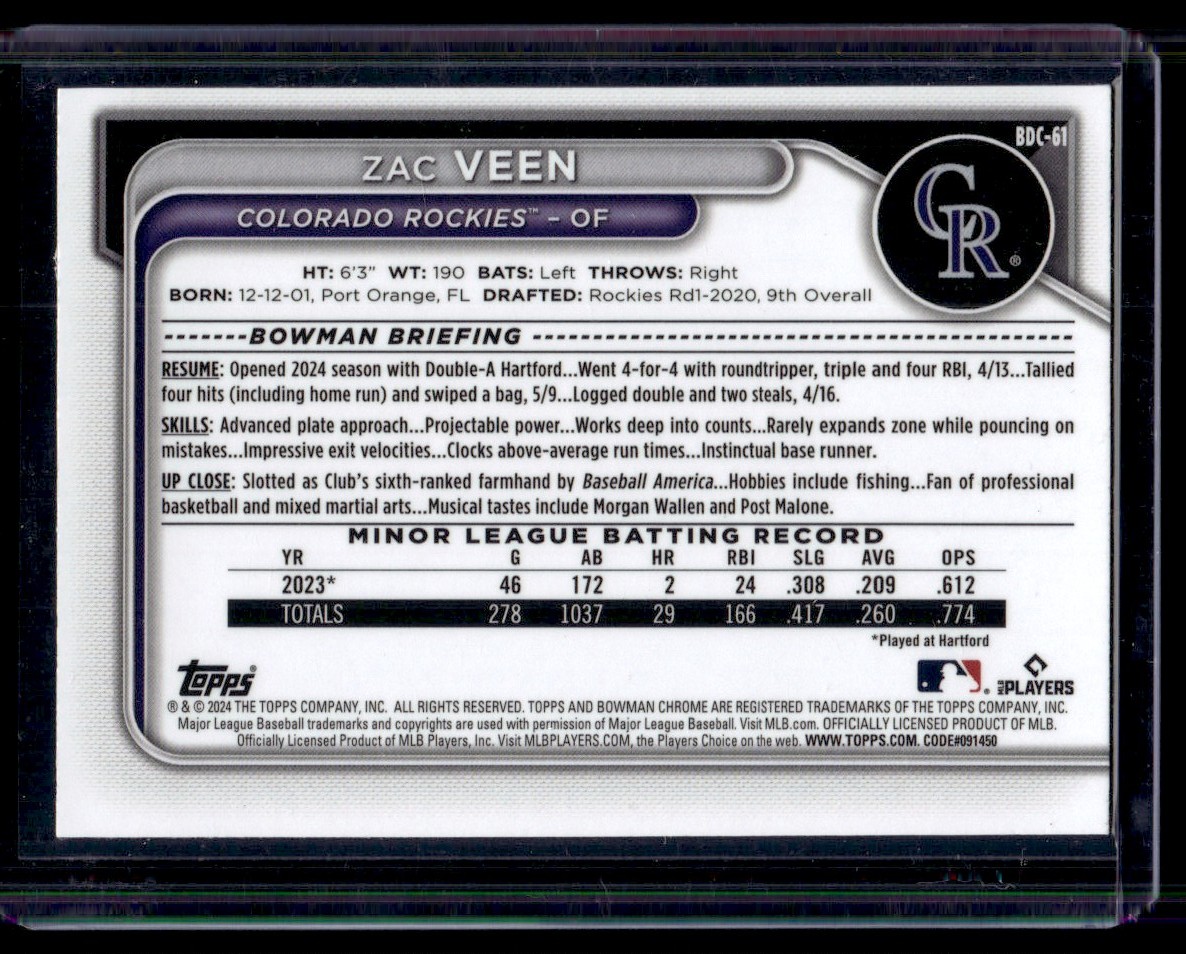 BDC-61
ZAC VEEN
COLORADO ROCKIES™ – OF
CR®
HT: 6'3" WT: 190 BATS: Left THROWS: Right
BORN: 12-12-01, Port Orange, FL DRAFTED: Rockies Rd1-2020, 9th Overall
BOWMAN BRIEFING
RESUME: Opened 2024 season with Double-A Hartford...Went 4-for-4 with roundtripper, triple and four RBI, 4/13...Tallied
four hits (including home run) and swiped a bag, 5/9...Logged double and two steals, 4/16.
SKILLS: Advanced plate approach...Projectable power...Works deep into counts...Rarely expands zone while pouncing on
mistakes...Impressive exit velocities...Clocks above-average run times...Instinctual base runner.
UP CLOSE: Slotted as Club's sixth-ranked farmhand by Baseball America...Hobbies include fishing...Fan of professional
basketball and mixed martial arts...Musical tastes include Morgan Wallen and Post Malone.
MINOR LEAGUE BATTING RECORD
YR G AB HR RBI SLG AVG OPS
2023* 46 172 2 24 .308 .209 .612
TOTALS 278 1037 29 166 .417 .260 .774
*Played at Hartford
Topps®
MLB PLAYERS
® & © 2024 THE TOPPS COMPANY, INC. ALL RIGHTS RESERVED. TOPPS AND BOWMAN CHROME ARE REGISTERED TRADEMARKS OF THE TOPPS COMPANY, INC.
Major League Baseball trademarks and copyrights are used with permission of Major League Baseball. Visit MLB.com. OFFICIALLY LICENSED PRODUCT OF MLB.
Officially Licensed Product of MLB Players, Inc. Visit MLBPLAYERS.COM, the Players Choice on the web. WWW.TOPPS.COM. CODE#091450